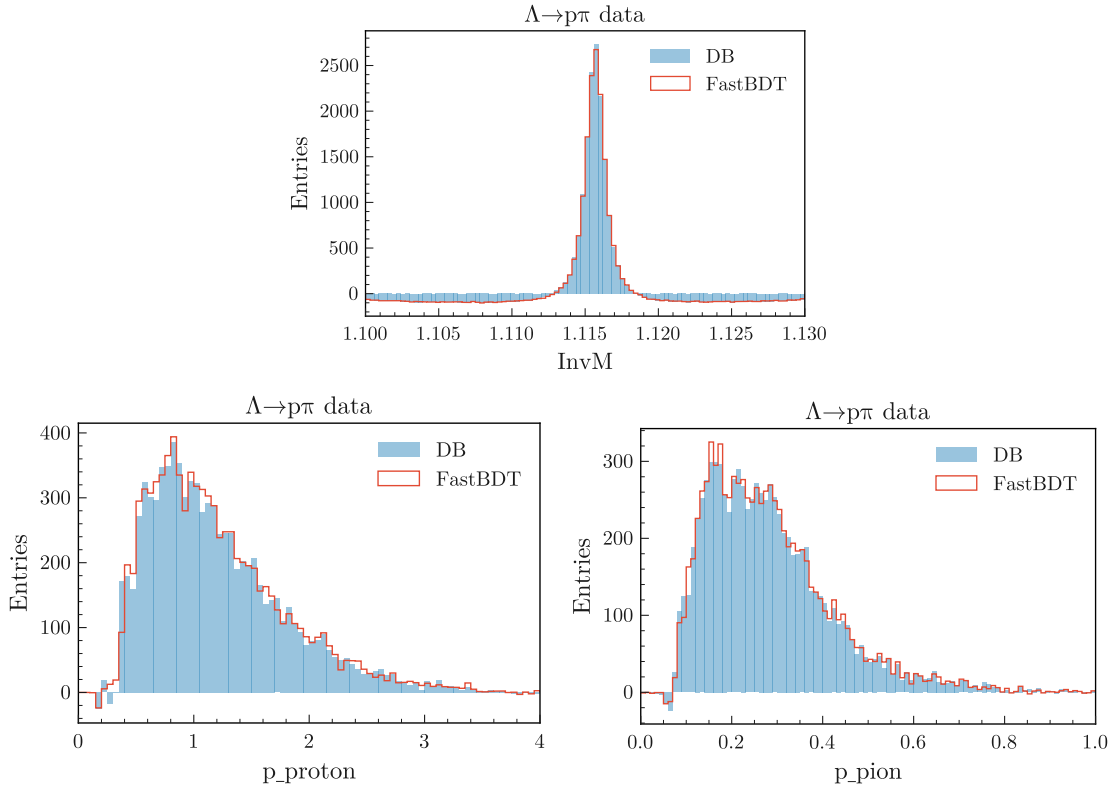 Λ→pπ data
DB
FastBDT
Entries
2500
2000
1500
1000
500
0
1.100 1.105 1.110 1.115 1.120 1.125 1.130
InvM
Λ→pπ data
DB
FastBDT
Entries
400
300
200
100
0
0 1 2 3 4
p_proton
Λ→pπ data
DB
FastBDT
Entries
300
200
100
0
0.0 0.2 0.4 0.6 0.8 1.0
p_pion